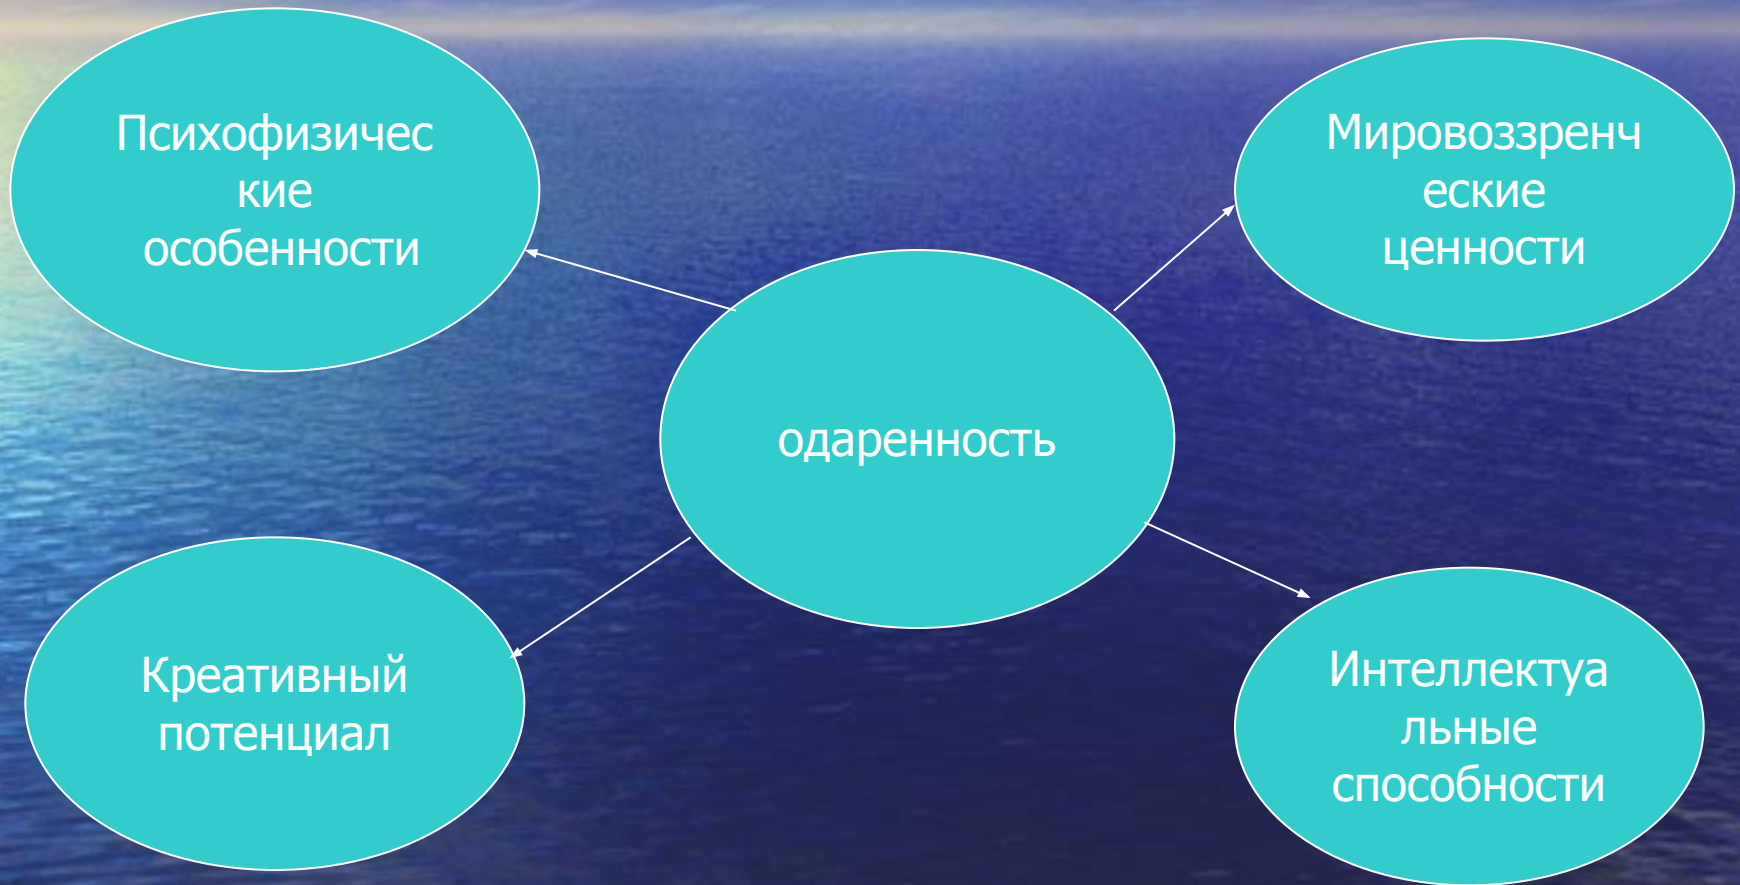 Психофизичес
кие
особенности
Мировоззренч
еские
ценности
одаренность
Креативный
потенциал
Интеллектуа
льные
способности